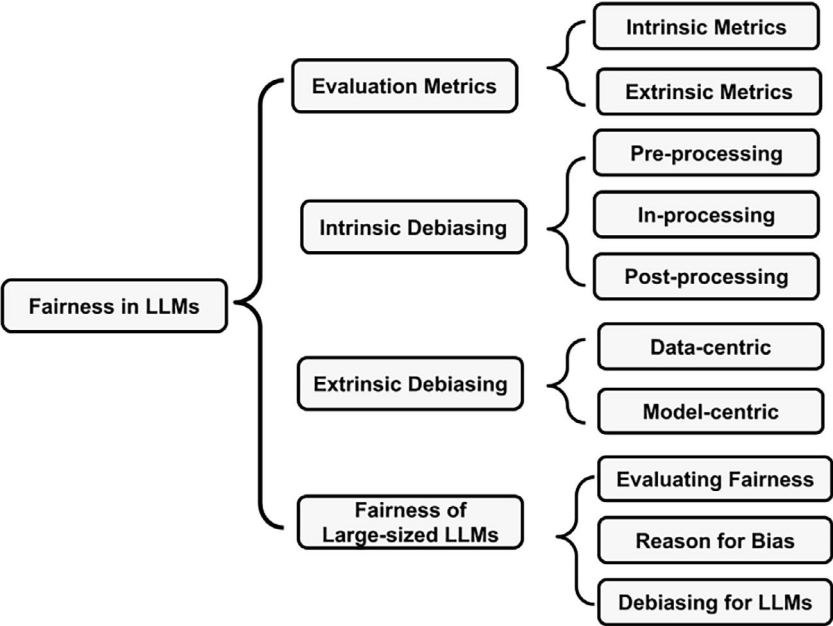 Fairness in LLMs
Evaluation Metrics
Intrinsic Metrics
Extrinsic Metrics
Intrinsic Debiasing
Pre-processing
In-processing
Post-processing
Extrinsic Debiasing
Data-centric
Model-centric
Fairness of
Large-sized LLMs
Evaluating Fairness
Reason for Bias
Debiasing for LLMs